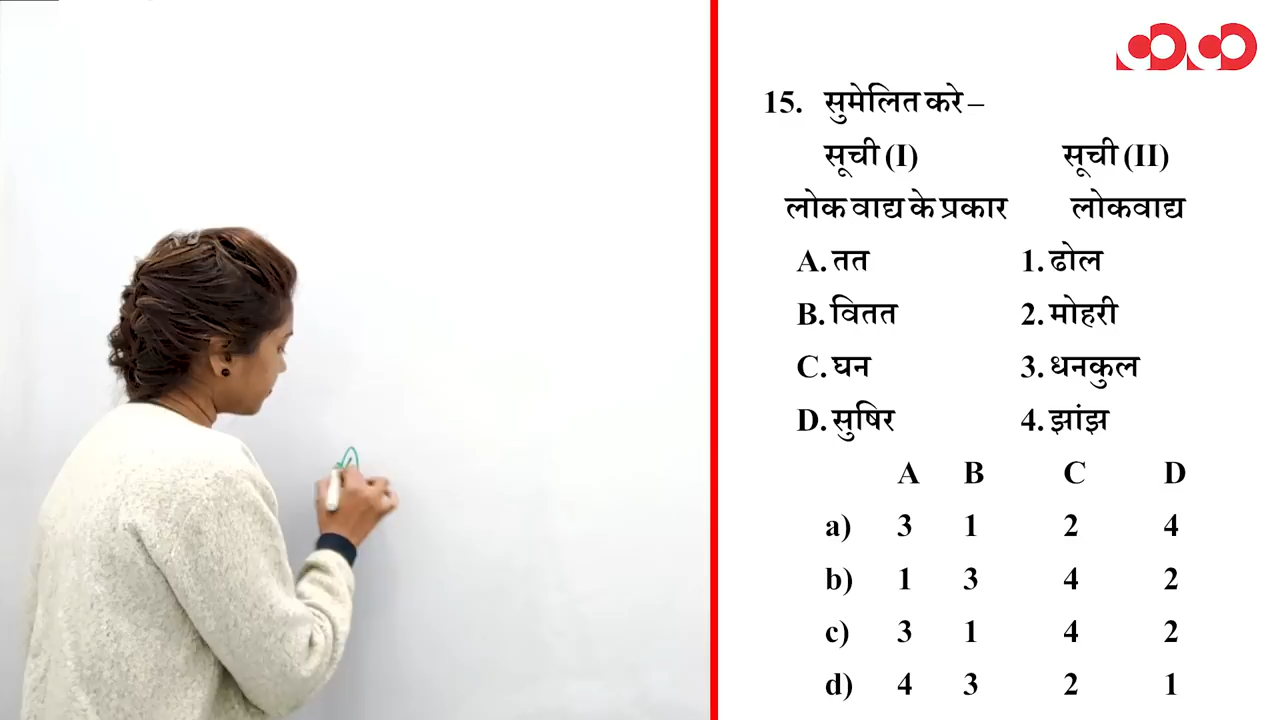 15. सुमेलित करे –
सूची (I) सूची (II)
लोक वाद्य के प्रकार लोकवाद्य
A. तत 1. ढोल
B. वितत 2. मोहरी
C. घन 3. धनकुल
D. सुषिर 4. झांझ
A B C D
a) 3 1 2 4
b) 1 3 4 2
c) 3 1 4 2
d) 4 3 2 1